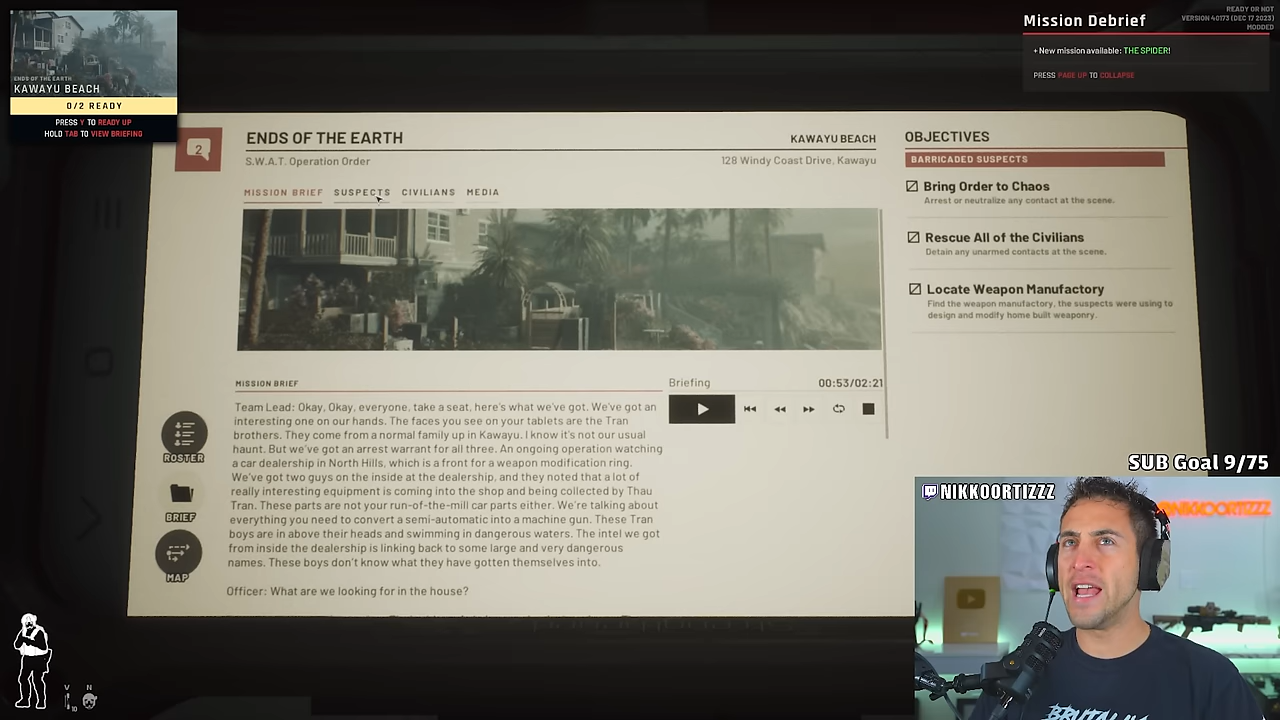 ENDS OF THE EARTH
KAWAYU BEACH
0/2 READY
PRESS Y TO READY UP
HOLD TAB TO VIEW BRIEFING
Mission Debrief
READY OR NOT
VERSION 40173 (DEC 17 2023)
MODDED
+ New mission available: THE SPIDER!
PRESS PAGE UP TO COLLAPSE
2
ENDS OF THE EARTH
KAWAYU BEACH
S.W.A.T. Operation Order
128 Windy Coast Drive, Kawayu
MISSION BRIEF SUSPECTS CIVILIANS MEDIA
MISSION BRIEF
Team Lead: Okay, Okay, everyone, take a seat, here's what we've got. We've got an
interesting one on our hands. The faces you see on your tablets are the Tran
brothers. They come from a normal family up in Kawayu. I know it's not our usual
haunt. But we've got an arrest warrant for all three. An ongoing operation watching
a car dealership in North Hills, which is a front for a weapon modification ring.
We've got two guys on the inside at the dealership, and they noted that a lot of
really interesting equipment is coming into the shop and being collected by Thau
Tran. These parts are not your run-of-the-mill car parts either. We're talking about
everything you need to convert a semi-automatic into a machine gun. These Tran
boys are in above their heads and swimming in dangerous waters. The intel we got
from inside the dealership is linking back to some large and very dangerous
names. These boys don't know what they have gotten themselves into.
Officer: What are we looking for in the house?
Briefing 00:53/02:21
OBJECTIVES
BARRICADED SUSPECTS
Bring Order to Chaos
Arrest or neutralize any contact at the scene.
Rescue All of the Civilians
Detain any unarmed contacts at the scene.
Locate Weapon Manufactory
Find the weapon manufactory, the suspects were using to
design and modify home built weaponry.
ROSTER
BRIEF
MAP
V N
10
SUB Goal 9/75
NIKKOORTIZZZ
NIKKOORTIZZZ